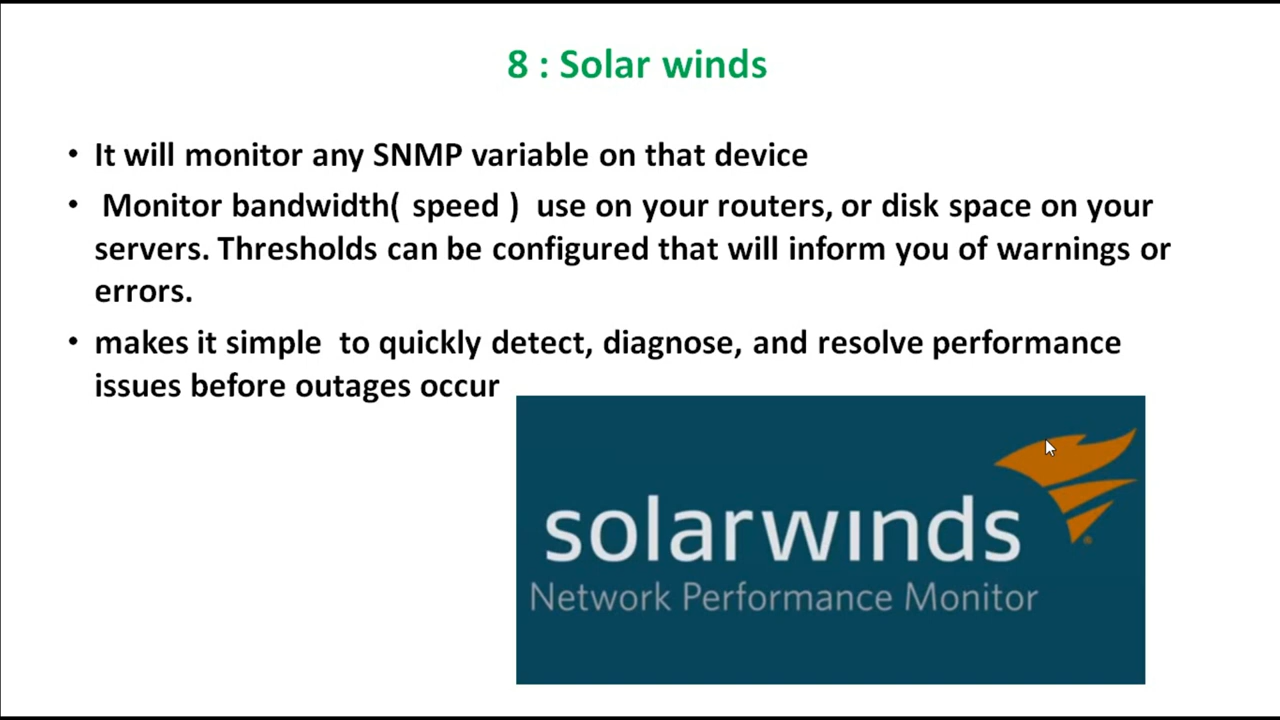 8 : Solar winds
• It will monitor any SNMP variable on that device
• Monitor bandwidth( speed ) use on your routers, or disk space on your
servers. Thresholds can be configured that will inform you of warnings or
errors.
• makes it simple to quickly detect, diagnose, and resolve performance
issues before outages occur
solarwinds®
Network Performance Monitor